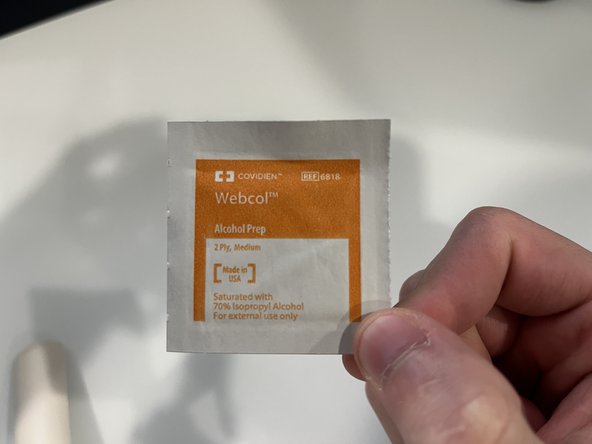 COVIDIEN™ REF 6818
Webcol™
Alcohol Prep
2 Ply, Medium
Made in
USA
Saturated with
70% Isopropyl Alcohol
For external use only